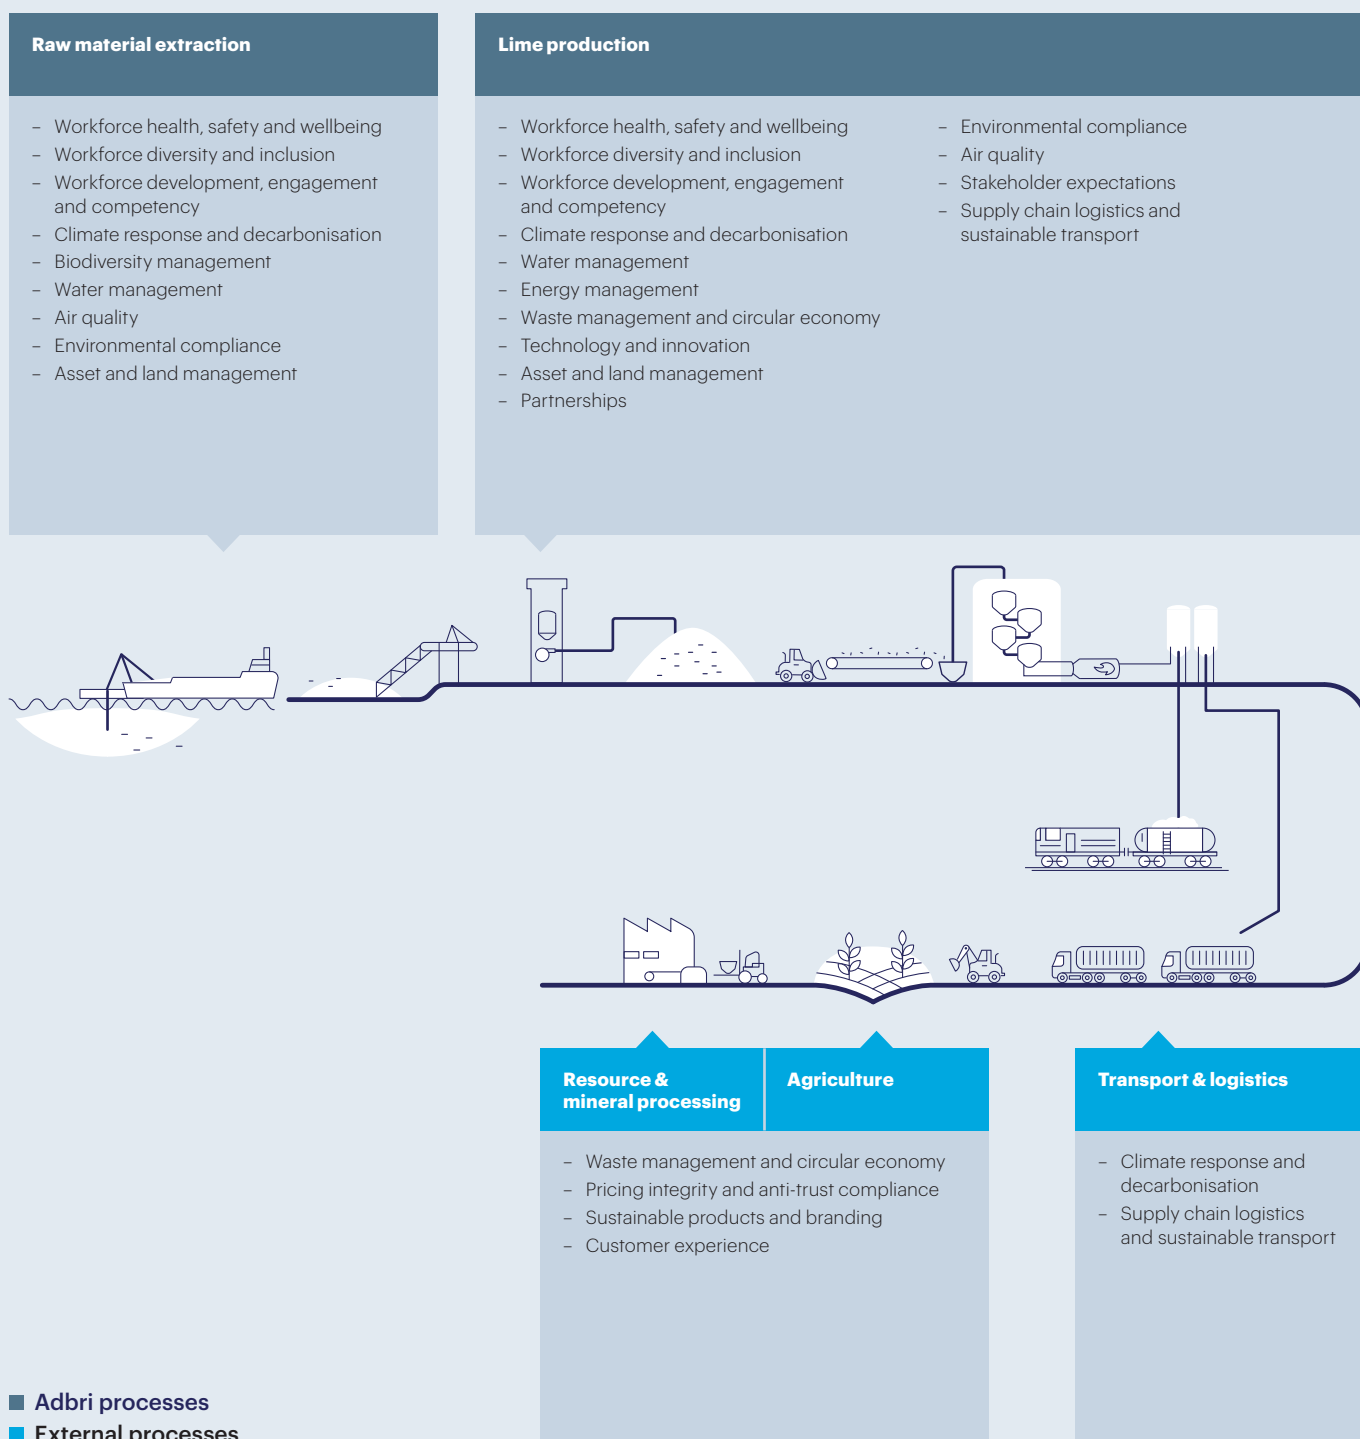 Raw material extraction
– Workforce health, safety and wellbeing
– Workforce diversity and inclusion
– Workforce development, engagement
and competency
– Climate response and decarbonisation
– Biodiversity management
– Water management
– Air quality
– Environmental compliance
– Asset and land management
Lime production
– Workforce health, safety and wellbeing
– Workforce diversity and inclusion
– Workforce development, engagement
and competency
– Climate response and decarbonisation
– Water management
– Energy management
– Waste management and circular economy
– Technology and innovation
– Asset and land management
– Partnerships
– Environmental compliance
– Air quality
– Stakeholder expectations
– Supply chain logistics and
sustainable transport
Resource &
mineral processing
Agriculture
– Waste management and circular economy
– Pricing integrity and anti-trust compliance
– Sustainable products and branding
– Customer experience
Transport & logistics
– Climate response and
decarbonisation
– Supply chain logistics
and sustainable transport
Adbri processes
External processes